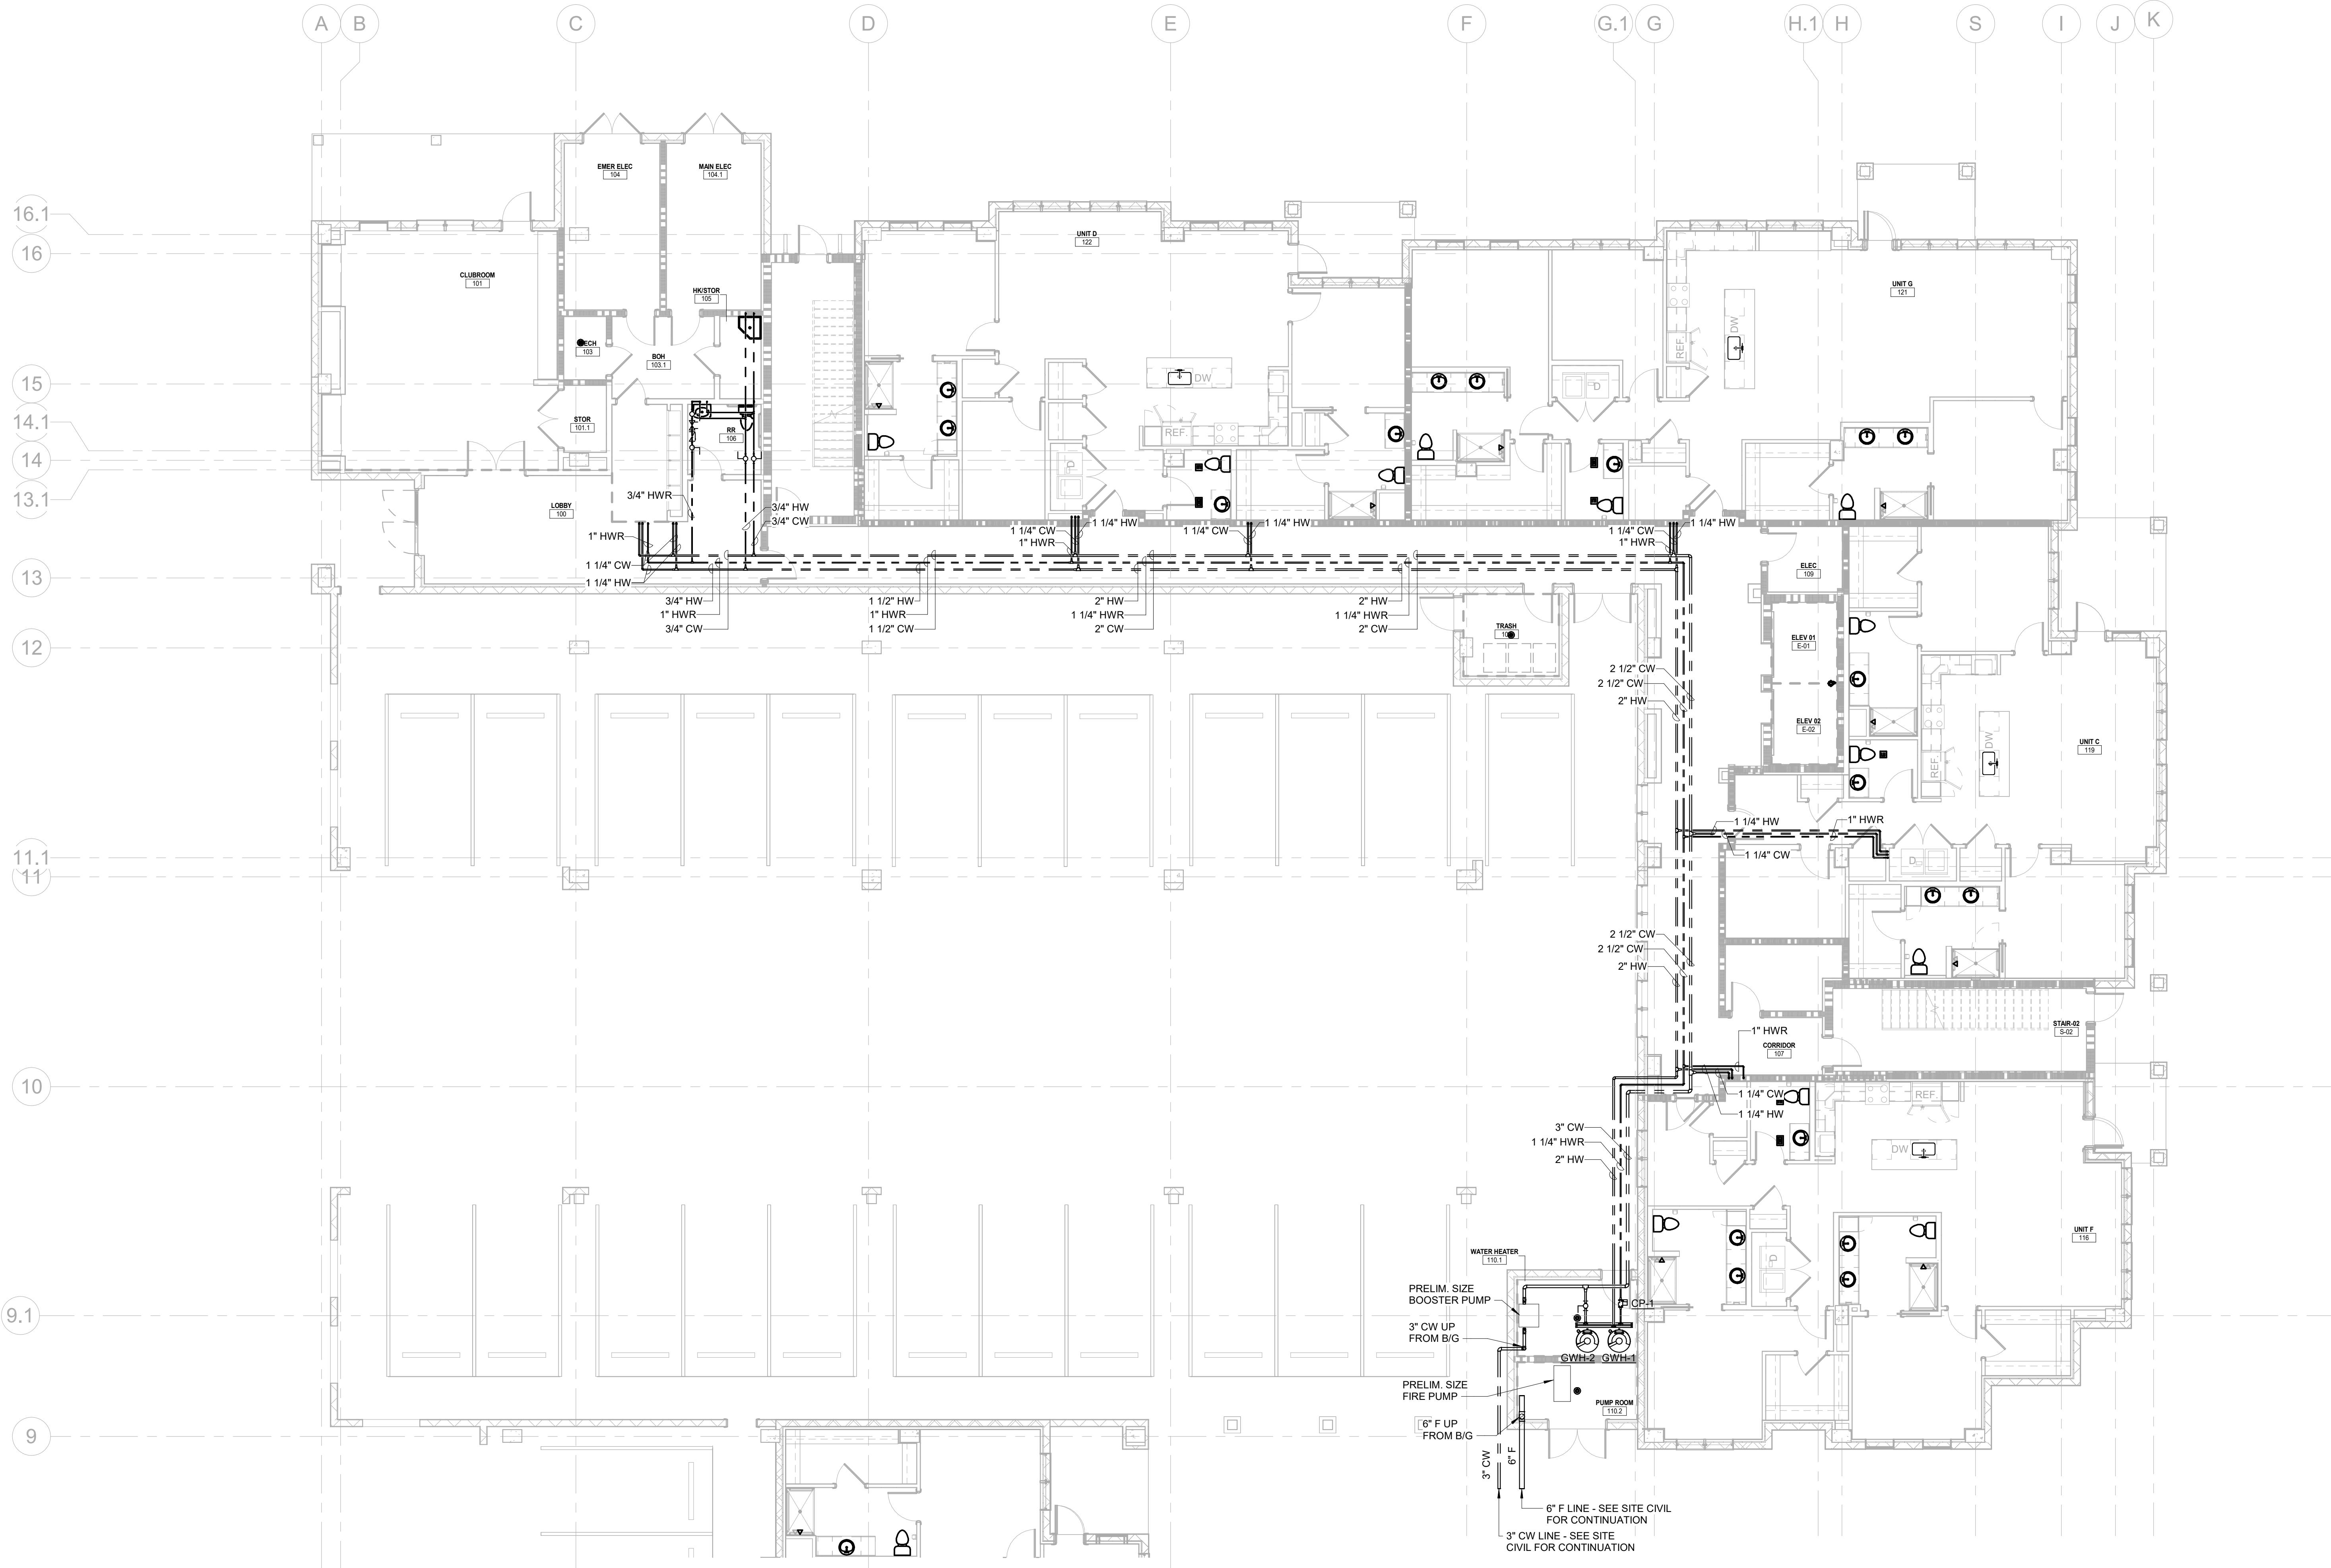 A
B
C
D
E
F
G.1
G
H.1
H
S
I
J
K
16.1
16
15
14.1
14
13.1
13
12
11.1
11
10
9.1
9
EMER ELEC
104
MAIN ELEC
104.1
CLUBROOM
101
HK/STOR
105
103
BOH
103.1
STOR
101.1
RR
106
LOBBY
100
UNIT D
122
DW
REF.
D
UNIT G
121
REF.
DW
D
3/4" HWR
3/4" HW
3/4" CW
1" HWR
1 1/4" CW
1 1/4" HW
3/4" HW
1" HWR
3/4" CW
1 1/2" HW
1" HWR
1 1/2" CW
1 1/4" CW
1" HWR
1 1/4" HW
2" HW
1 1/4" HWR
2" CW
1 1/4" CW
1 1/4" HW
2" HW
1 1/4" HWR
2" CW
1 1/4" CW
1" HWR
1 1/4" HW
TRASH
ELEC
109
ELEV 01
E-01
ELEV 02
E-02
2 1/2" CW
2 1/2" CW
2" HW
UNIT C
119
DW
REF.
D
1 1/4" HW
1" HWR
1 1/4" CW
2 1/2" CW
2 1/2" CW
2" HW
STAIR-02
S-02
1" HWR
CORRIDOR
107
1 1/4" CW
1 1/4" HW
REF.
DW
D
3" CW
1 1/4" HWR
2" HW
UNIT F
116
WATER HEATER
110.1
PRELIM. SIZE
BOOSTER PUMP
CP-1
3" CW UP
FROM B/G
GWH-2
GWH-1
PRELIM. SIZE
FIRE PUMP
PUMP ROOM
110.2
6" F UP
FROM B/G
3" CW
6" F
6" F LINE - SEE SITE CIVIL
FOR CONTINUATION
3" CW LINE - SEE SITE
CIVIL FOR CONTINUATION